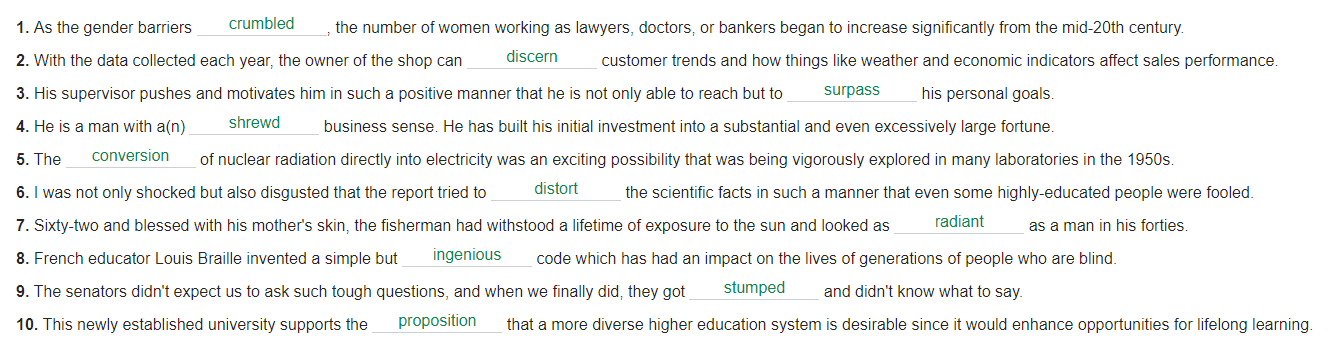 1. As the gender barriers crumbled, the number of women working as lawyers, doctors, or bankers began to increase significantly from the mid-20th century.
2. With the data collected each year, the owner of the shop can discern customer trends and how things like weather and economic indicators affect sales performance.
3. His supervisor pushes and motivates him in such a positive manner that he is not only able to reach but to surpass his personal goals.
4. He is a man with a(n) shrewd business sense. He has built his initial investment into a substantial and even excessively large fortune.
5. The conversion of nuclear radiation directly into electricity was an exciting possibility that was being vigorously explored in many laboratories in the 1950s.
6. I was not only shocked but also disgusted that the report tried to distort the scientific facts in such a manner that even some highly-educated people were fooled.
7. Sixty-two and blessed with his mother's skin, the fisherman had withstood a lifetime of exposure to the sun and looked as radiant as a man in his forties.
8. French educator Louis Braille invented a simple but ingenious code which has had an impact on the lives of generations of people who are blind.
9. The senators didn't expect us to ask such tough questions, and when we finally did, they got stumped and didn't know what to say.
10. This newly established university supports the proposition that a more diverse higher education system is desirable since it would enhance opportunities for lifelong learning.